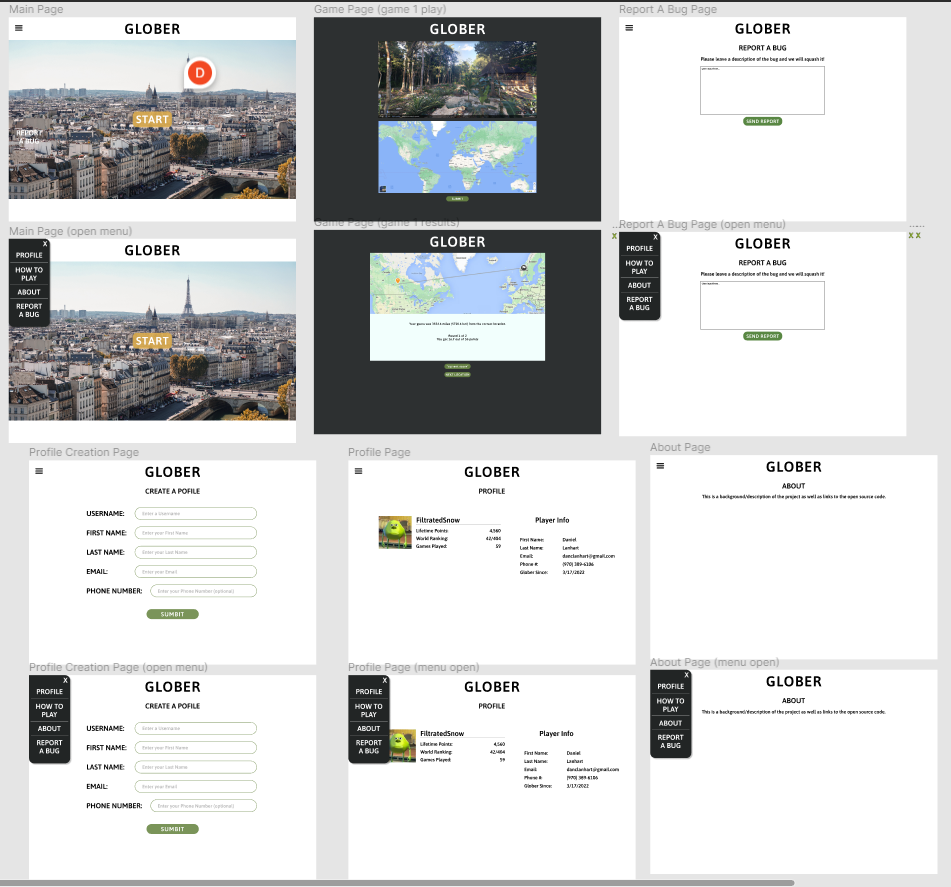 Main Page
GLOBER
D
START
REPORT
A BUG
Game Page (game 1 play)
GLOBER
SUBMIT
Report A Bug Page
GLOBER
REPORT A BUG
Please leave a description of the bug and we will squash it!
SEND REPORT
Main Page (open menu)
X
PROFILE
HOW TO
PLAY
ABOUT
REPORT
A BUG
GLOBER
START
Game Page (game 1 results)
GLOBER
Round 1 of 2
NEXT LOCATION
Report A Bug Page (open menu)
X
PROFILE
HOW TO
PLAY
ABOUT
REPORT
A BUG
GLOBER
REPORT A BUG
Please leave a description of the bug and we will squash it!
SEND REPORT
X
X X
Profile Creation Page
GLOBER
CREATE A POFILE
USERNAME: Enter a Username
FIRST NAME: Enter your First Name
LAST NAME: Enter your Last Name
EMAIL: Enter your Email
PHONE NUMBER: Enter your Phone Number (optional)
SUMBIT
Profile Page
GLOBER
PROFILE
FiltratedSnow
Lifetime Points: 4,560
World Ranking: 42/404
Games Played: 59
Player Info
First Name: Daniel
Last Name: Lanhart
Email: danclanhart@gmail.com
Phone # (970) 389-6106
Glober Since: 3/17/2022
About Page
GLOBER
ABOUT
This is a background/description of the project as well as links to the open source code.
Profile Creation Page (open menu)
X
PROFILE
HOW TO
PLAY
ABOUT
REPORT
A BUG
GLOBER
CREATE A POFILE
USERNAME: Enter a Username
FIRST NAME: Enter your First Name
LAST NAME: Enter your Last Name
EMAIL: Enter your Email
PHONE NUMBER: Enter your Phone Number (optional)
SUMBIT
Profile Page (menu open)
X
PROFILE
HOW TO
PLAY
ABOUT
REPORT
A BUG
GLOBER
PROFILE
FiltratedSnow
Lifetime Points: 4,560
World Ranking: 42/404
Games Played: 59
Player Info
First Name: Daniel
Last Name: Lanhart
Email: danclanhart@gmail.com
Phone # (970) 389-6106
Glober Since: 3/17/2022
About Page (menu open)
X
PROFILE
HOW TO
PLAY
ABOUT
REPORT
A BUG
GLOBER
ABOUT
This is a background/description of the project as well as links to the open source code.